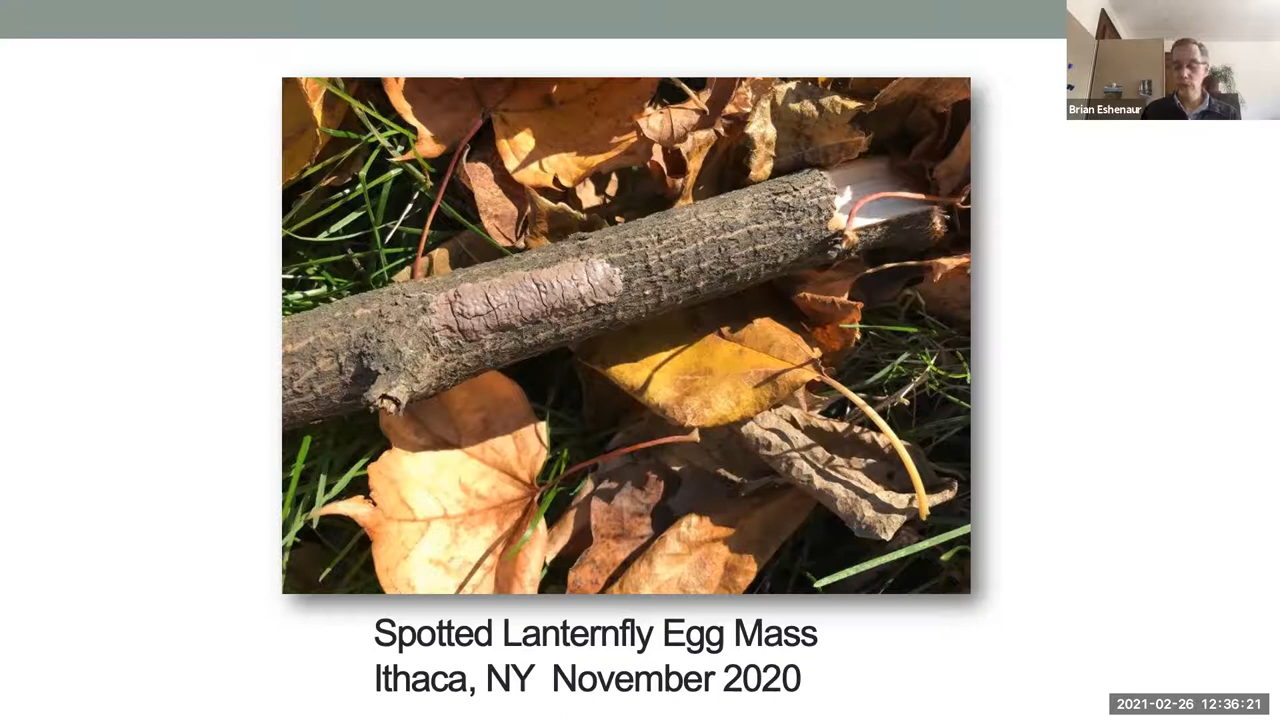 Brian Eshenaur
Spotted Lanternfly Egg Mass
Ithaca, NY  November 2020
2021-02-26 12:36:21